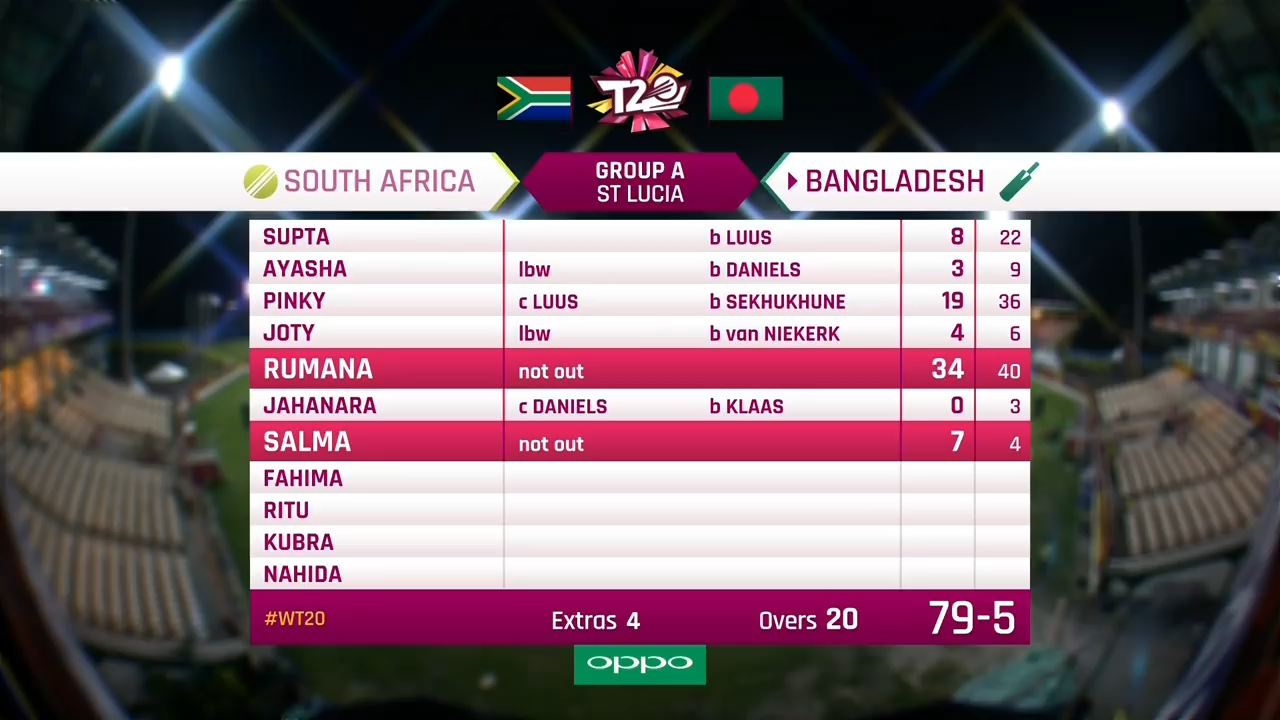 T20
SOUTH AFRICA
GROUP A
ST LUCIA
BANGLADESH
SUPTA b LUUS 8 22
AYASHA lbw b DANIELS 3 9
PINKY c LUUS b SEKHUKHUNE 19 36
JOTY lbw b van NIEKERK 4 6
RUMANA not out 34 40
JAHANARA c DANIELS b KLAAS 0 3
SALMA not out 7 4
FAHIMA
RITU
KUBRA
NAHIDA
#WT20 Extras 4 Overs 20 79-5
oppo